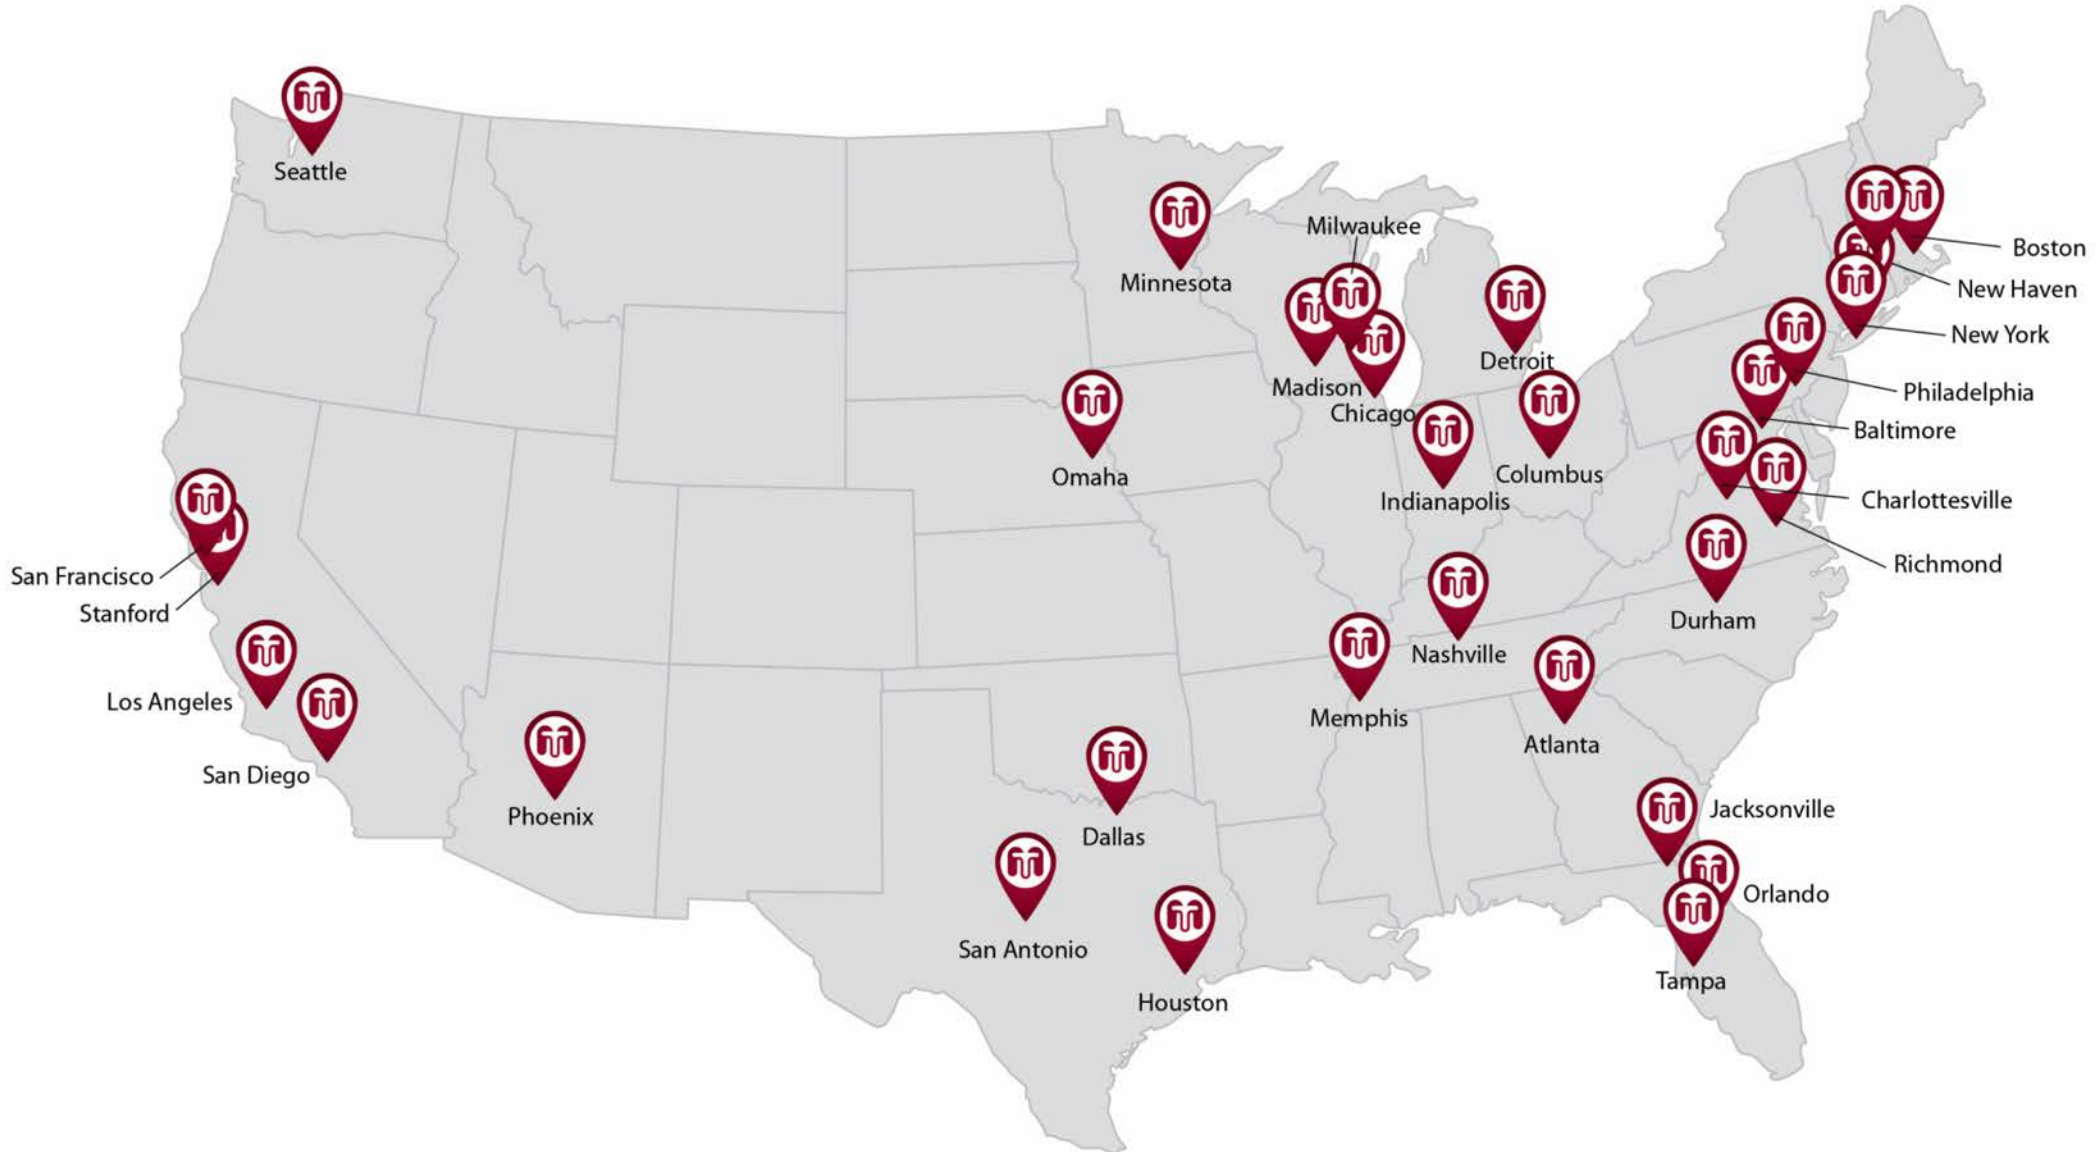 Seattle
Minnesota
Milwaukee
Boston
New Haven
New York
Detroit
Madison
Chicago
Philadelphia
Baltimore
Omaha
Columbus
Indianapolis
Charlottesville
San Francisco
Stanford
Richmond
Durham
Nashville
Los Angeles
Memphis
Atlanta
San Diego
Phoenix
Dallas
Jacksonville
Orlando
San Antonio
Tampa
Houston